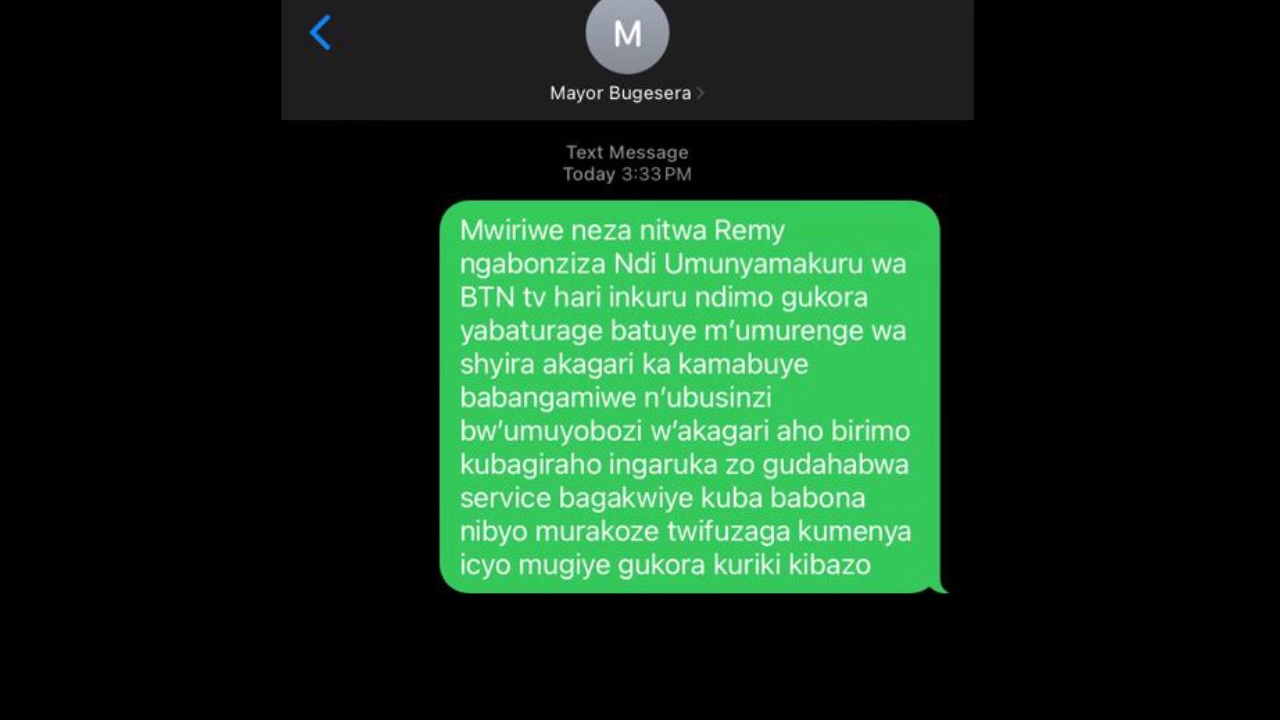 M
Mayor Bugesera
Text Message
Today 3:33 PM
Mwiriwe neza nitwa Remy
ngabonziza Ndi Umunyamakuru wa
BTN tv hari inkuru ndimo gukora
yabaturage batuye m’umurenge wa
shyira akagari ka kamabuye
babangamiwe n’ubusinzi
bw’umuyobozi w’akagari aho birimo
kubagiraho ingaruka zo gudahabwa
service bagakwiye kuba babona
nibyo murakoze twifuzaga kumenya
icyo mugiye gukora kuriki kibazo